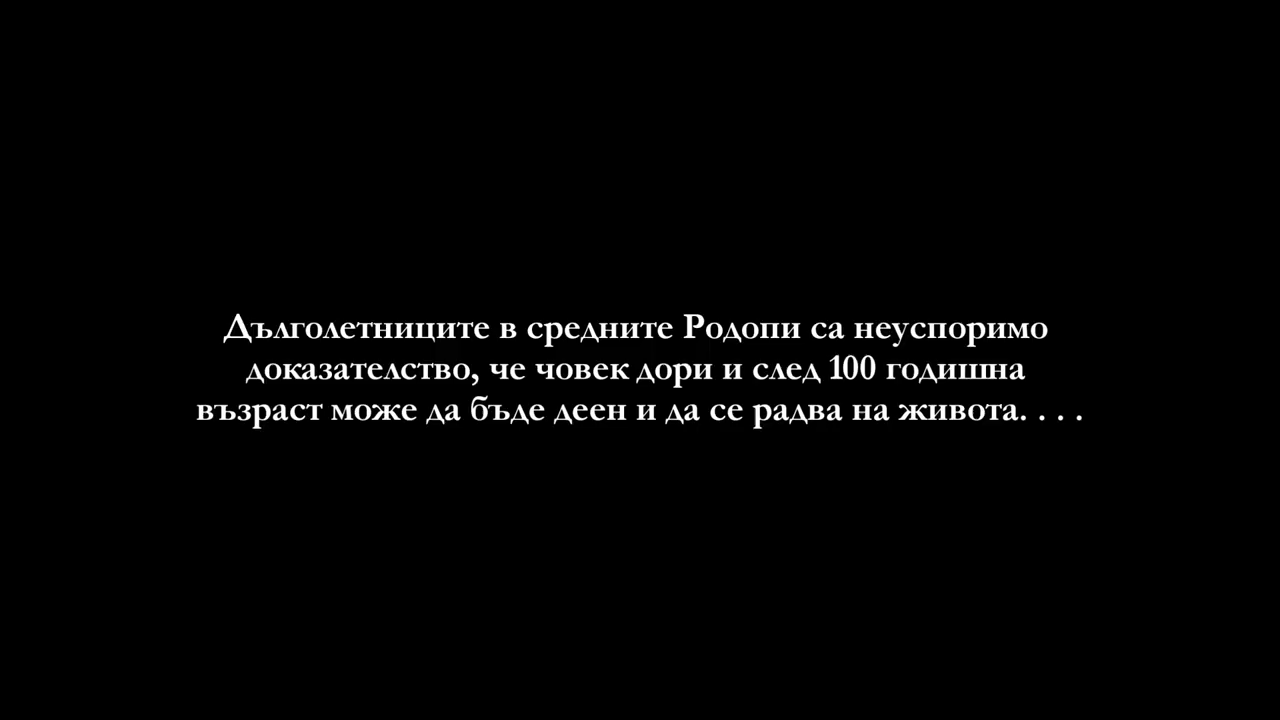 Дълголетниците в средните Родопи са неуспоримо
доказателство, че човек дори и след 100 годишна
възраст може да бъде деен и да се радва на живота. . . .